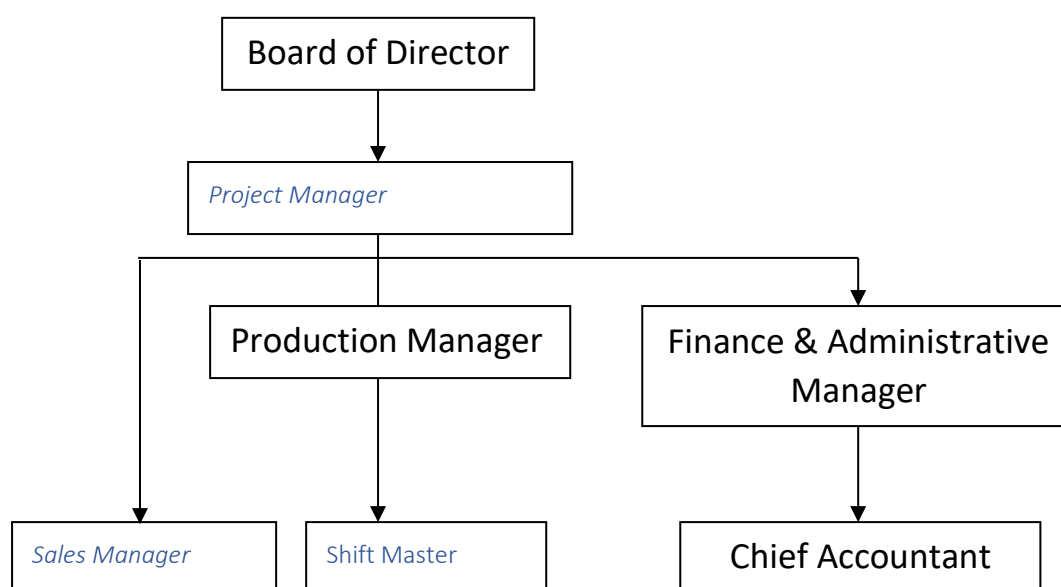 Board of Director
Project Manager
Production Manager
Finance & Administrative
Manager
Sales Manager
Shift Master
Chief Accountant